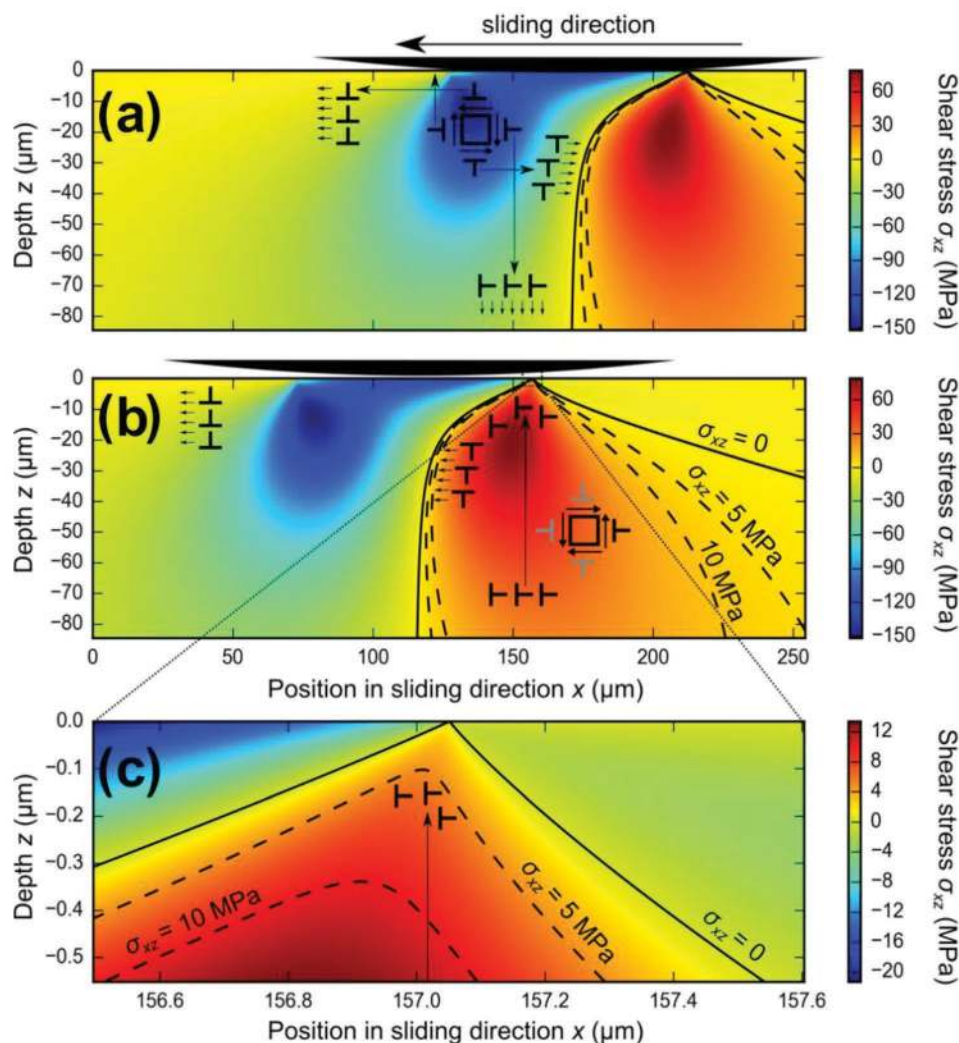 sliding direction
(a)
0
−10
−20
−30
−40
−50
−60
−70
−80
Depth z (μm)
60
30
0
−30
−60
−90
−120
−150
Shear stress σxz (MPa)
(b)
0
−10
−20
−30
−40
−50
−60
−70
−80
Depth z (μm)
σxz = 0
σxz = 5 MPa
10 MPa
60
30
0
−30
−60
−90
−120
−150
Shear stress σxz (MPa)
0 50 100 150 200 250
Position in sliding direction x (μm)
(c)
0.0
−0.1
−0.2
−0.3
−0.4
−0.5
Depth z (μm)
σxz = 10 MPa
σxz = 5 MPa
σxz = 0
12
8
4
0
−4
−8
−12
−16
−20
Shear stress σxz (MPa)
156.6 156.8 157.0 157.2 157.4 157.6
Position in sliding direction x (μm)